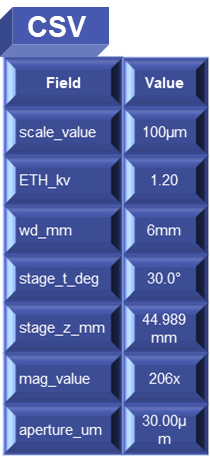 CSV
Field Value
scale_value 100µm
ETH_kv 1.20
wd_mm 6mm
stage_t_deg 30.0°
stage_z_mm 44.989
mm
mag_value 206x
aperture_um 30.00µ
m